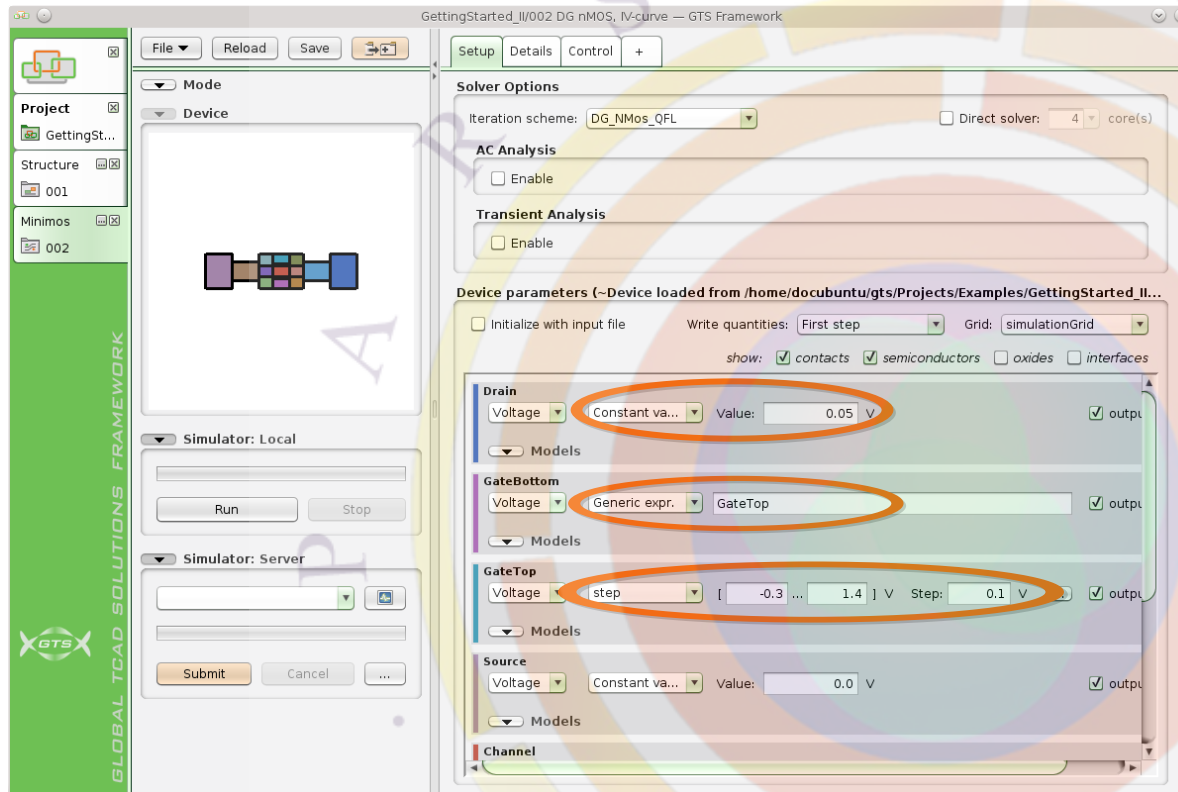 GettingStarted_II/002 DG nMOS, IV-curve — GTS Framework
Project
GettingSt...
Structure
001
Minimos
002
GLOBAL TCAD SOLUTIONS FRAMEWORK
GTS
File Reload Save
Mode
Device
Simulator: Local
Run Stop
Simulator: Server
Submit Cancel ...
Setup Details Control +
Solver Options
Iteration scheme: DG_NMos_QFL Direct solver: 4 core(s)
AC Analysis
Enable
Transient Analysis
Enable
Device parameters (~Device loaded from /home/docubuntu/gts/Projects/Examples/GettingStarted_II...
Initialize with input file Write quantities: First step Grid: simulationGrid
show: contacts semiconductors oxides interfaces
Drain
Voltage Constant va... Value: 0.05 V outpu
Models
GateBottom
Voltage Generic expr. GateTop outpu
Models
GateTop
Voltage step [ -0.3 ... 1.4 ] V Step: 0.1 V outpu
Models
Source
Voltage Constant va... Value: 0.0 V outpu
Models
Channel